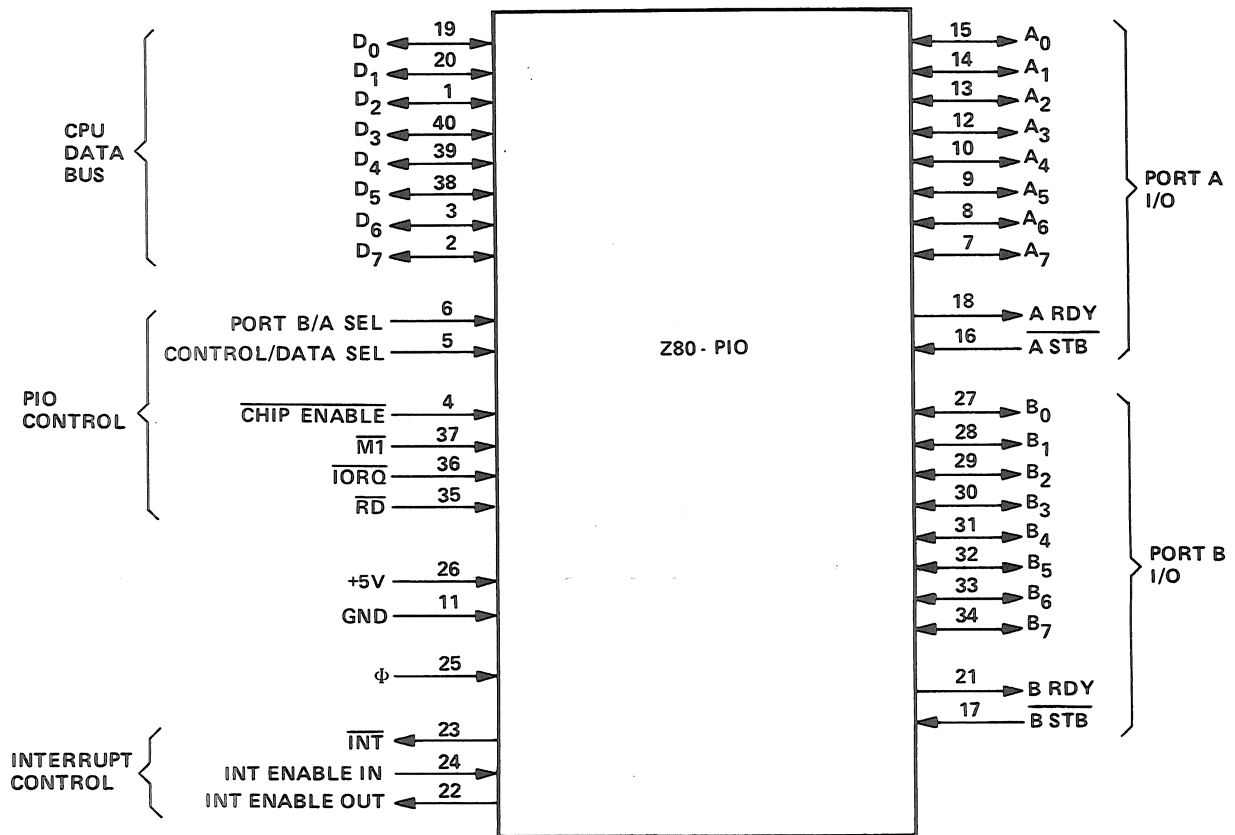 CPU
DATA
BUS
D0 19
D1 20
D2 1
D3 40
D4 39
D5 38
D6 3
D7 2
PIO
CONTROL
PORT B/A SEL 6
CONTROL/DATA SEL 5
CHIP ENABLE 4
M1 37
IORQ 36
RD 35
+5V 26
GND 11
Φ 25
INTERRUPT
CONTROL
INT 23
INT ENABLE IN 24
INT ENABLE OUT 22
Z80 - PIO
15 A0
14 A1
13 A2
12 A3
10 A4
9 A5
8 A6
7 A7
18 A RDY
16 A STB
PORT A
I/O
27 B0
28 B1
29 B2
30 B3
31 B4
32 B5
33 B6
34 B7
21 B RDY
17 B STB
PORT B
I/O